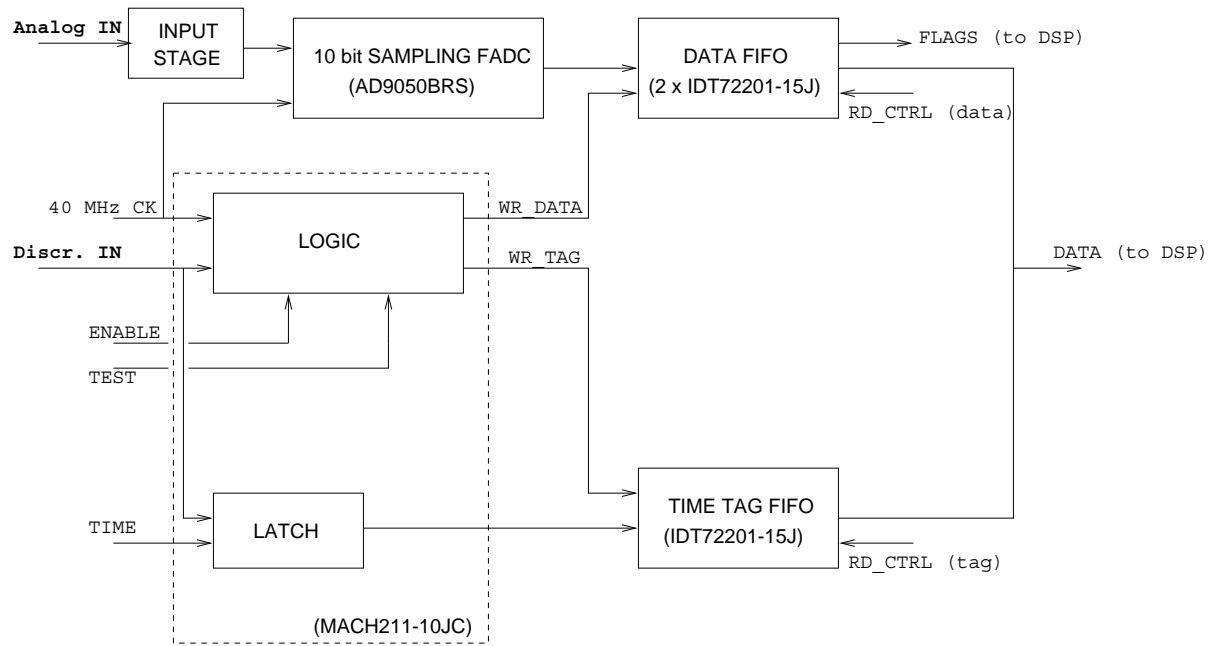 Analog IN
INPUT
STAGE
10 bit SAMPLING FADC
(AD9050BRS)
DATA FIFO
(2 x IDT72201-15J)
FLAGS (to DSP)
RD_CTRL (data)
40 MHz CK
LOGIC
WR_DATA
Discr. IN
WR_TAG
DATA (to DSP)
ENABLE
TEST
TIME
LATCH
TIME TAG FIFO
(IDT72201-15J)
RD_CTRL (tag)
(MACH211-10JC)